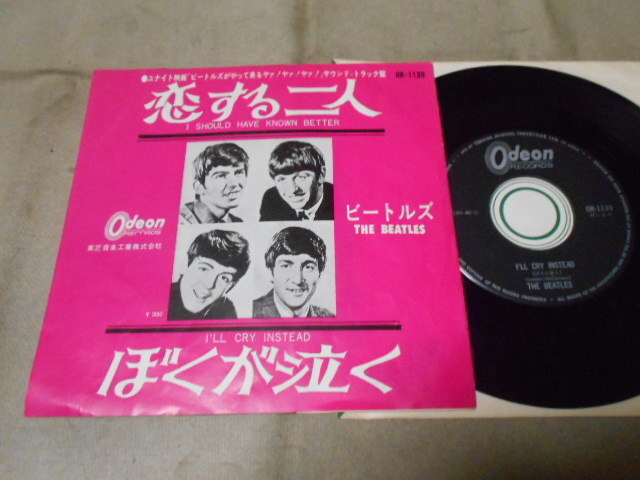 ●ユナイト映画「ビートルズがやって来るヤァ!ヤァ!ヤァ!」サウンド・トラック盤 OR-1139
恋する二人
I SHOULD HAVE KNOWN BETTER
Odeon
RECORDS
東芝音楽工業株式会社
ビートルズ
THE BEATLES
I'LL CRY INSTEAD
ぼくが泣く
Odeon
RECORDS
OR-1139
I'LL CRY INSTEAD
THE BEATLES